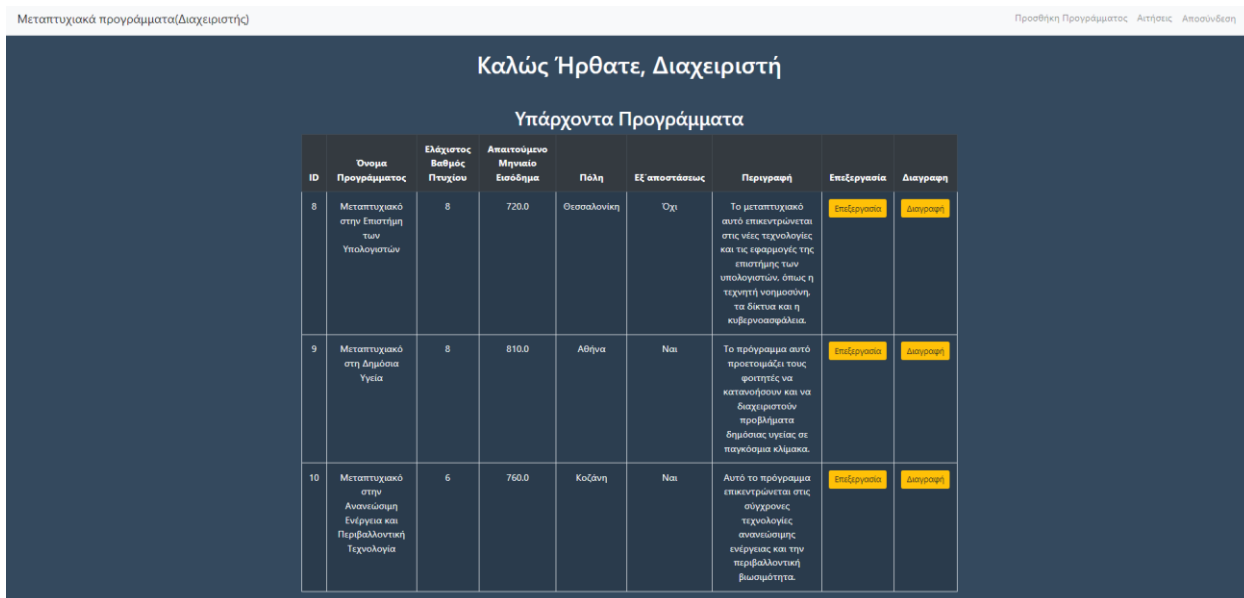 Μεταπτυχιακά προγράμματα(Διαχειριστής)
Προσθήκη Προγράμματος Αιτήσεις Αποσύνδεση
Καλώς Ήρθατε, Διαχειριστή
Υπάρχοντα Προγράμματα
ID
Όνομα
Προγράμματος
Ελάχιστος
Βαθμός
Πτυχίου
Απαιτούμενο
Μηνιαίο
Εισόδημα
Πόλη
Εξ΄αποστάσεως
Περιγραφή
Επεξεργασία
Διαγραφη
8
Μεταπτυχιακό
στην Επιστήμη
των
Υπολογιστών
8
720.0
Θεσσαλονίκη
Όχι
Το μεταπτυχιακό
αυτό επικεντρώνεται
στις νέες τεχνολογίες
και τις εφαρμογές της
επιστήμης των
υπολογιστών, όπως η
τεχνητή νοημοσύνη,
τα δίκτυα και η
κυβερνοασφάλεια.
Επεξεργασία
Διαγραφή
9
Μεταπτυχιακό
στη Δημόσια
Υγεία
8
810.0
Αθήνα
Ναι
Το πρόγραμμα αυτό
προετοιμάζει τους
φοιτητές να
κατανοήσουν και να
διαχειριστούν
προβλήματα
δημόσιας υγείας σε
παγκόσμια κλίμακα.
Επεξεργασία
Διαγραφή
10
Μεταπτυχιακό
στην
Ανανεώσιμη
Ενέργεια και
Περιβαλλοντική
Τεχνολογία
6
760.0
Κοζάνη
Ναι
Αυτό το πρόγραμμα
επικεντρώνεται στις
σύγχρονες
τεχνολογίες
ανανεώσιμης
ενέργειας και την
περιβαλλοντική
βιωσιμότητα.
Επεξεργασία
Διαγραφή